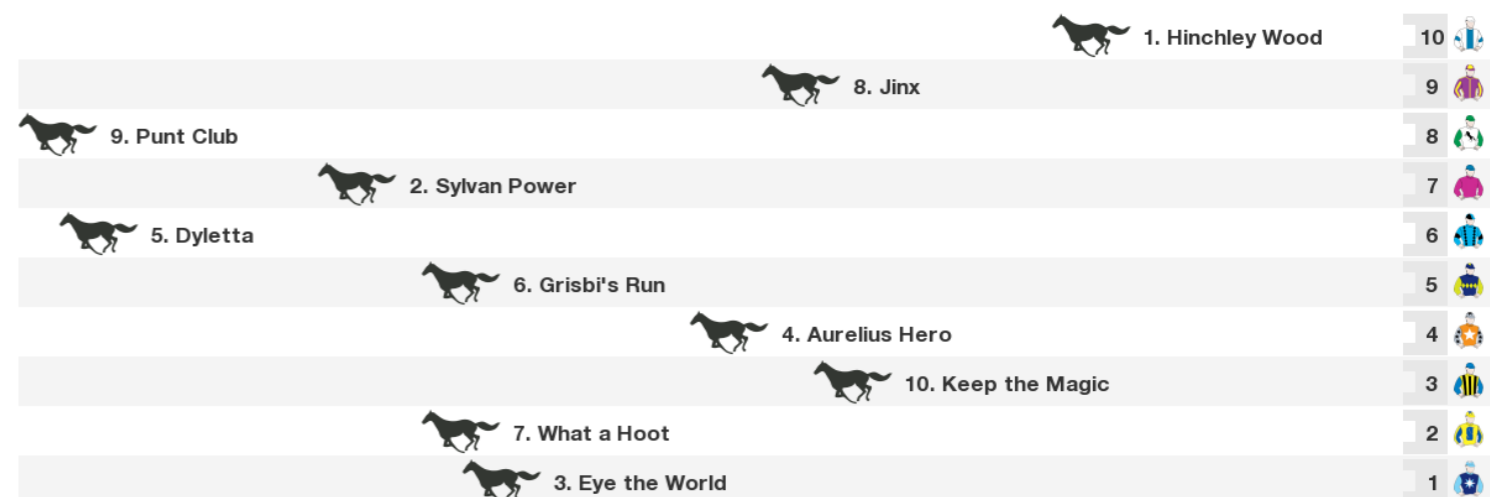 1. Hinchley Wood 10
8. Jinx 9
9. Punt Club 8
2. Sylvan Power 7
5. Dyletta 6
6. Grisbi's Run 5
4. Aurelius Hero 4
10. Keep the Magic 3
7. What a Hoot 2
3. Eye the World 1